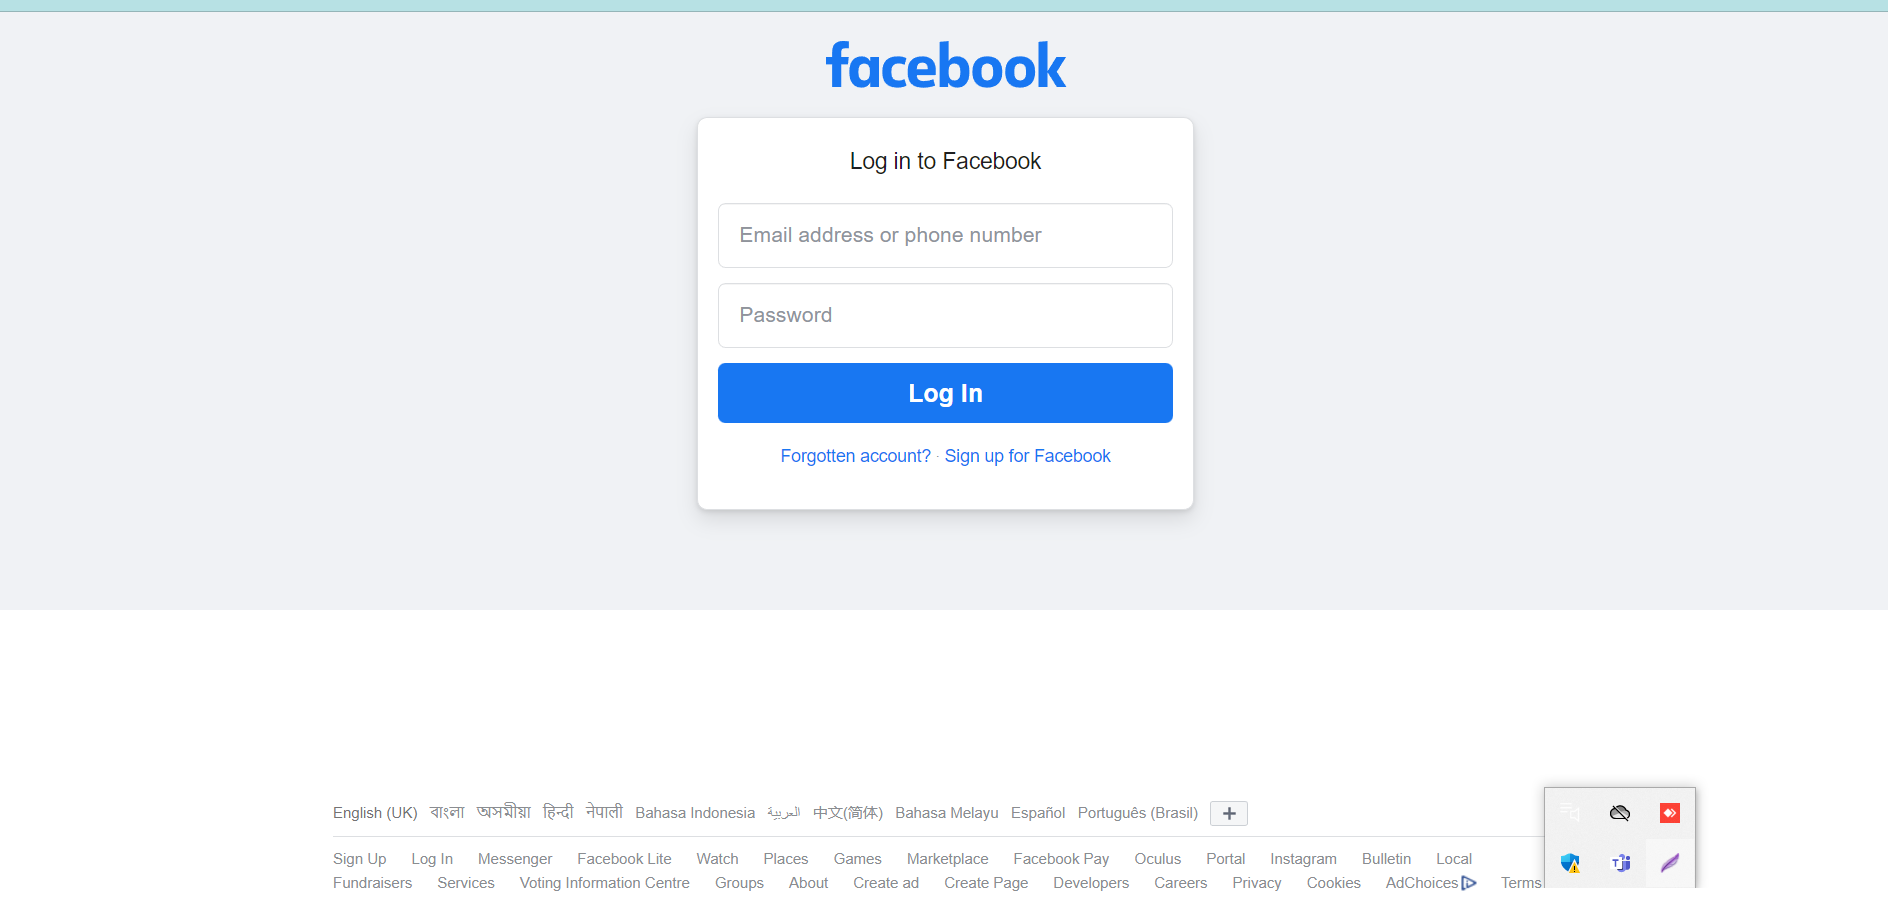 facebook
Log in to Facebook
Email address or phone number
Password
Log In
Forgotten account? · Sign up for Facebook
English (UK) বাংলা অসমীয়া हिन्दी नेपाली Bahasa Indonesia العربية 中文(简体) Bahasa Melayu Español Português (Brasil)
Sign Up Log In Messenger Facebook Lite Watch Places Games Marketplace Facebook Pay Oculus Portal Instagram Bulletin Local
Fundraisers Services Voting Information Centre Groups About Create ad Create Page Developers Careers Privacy Cookies AdChoices Terms